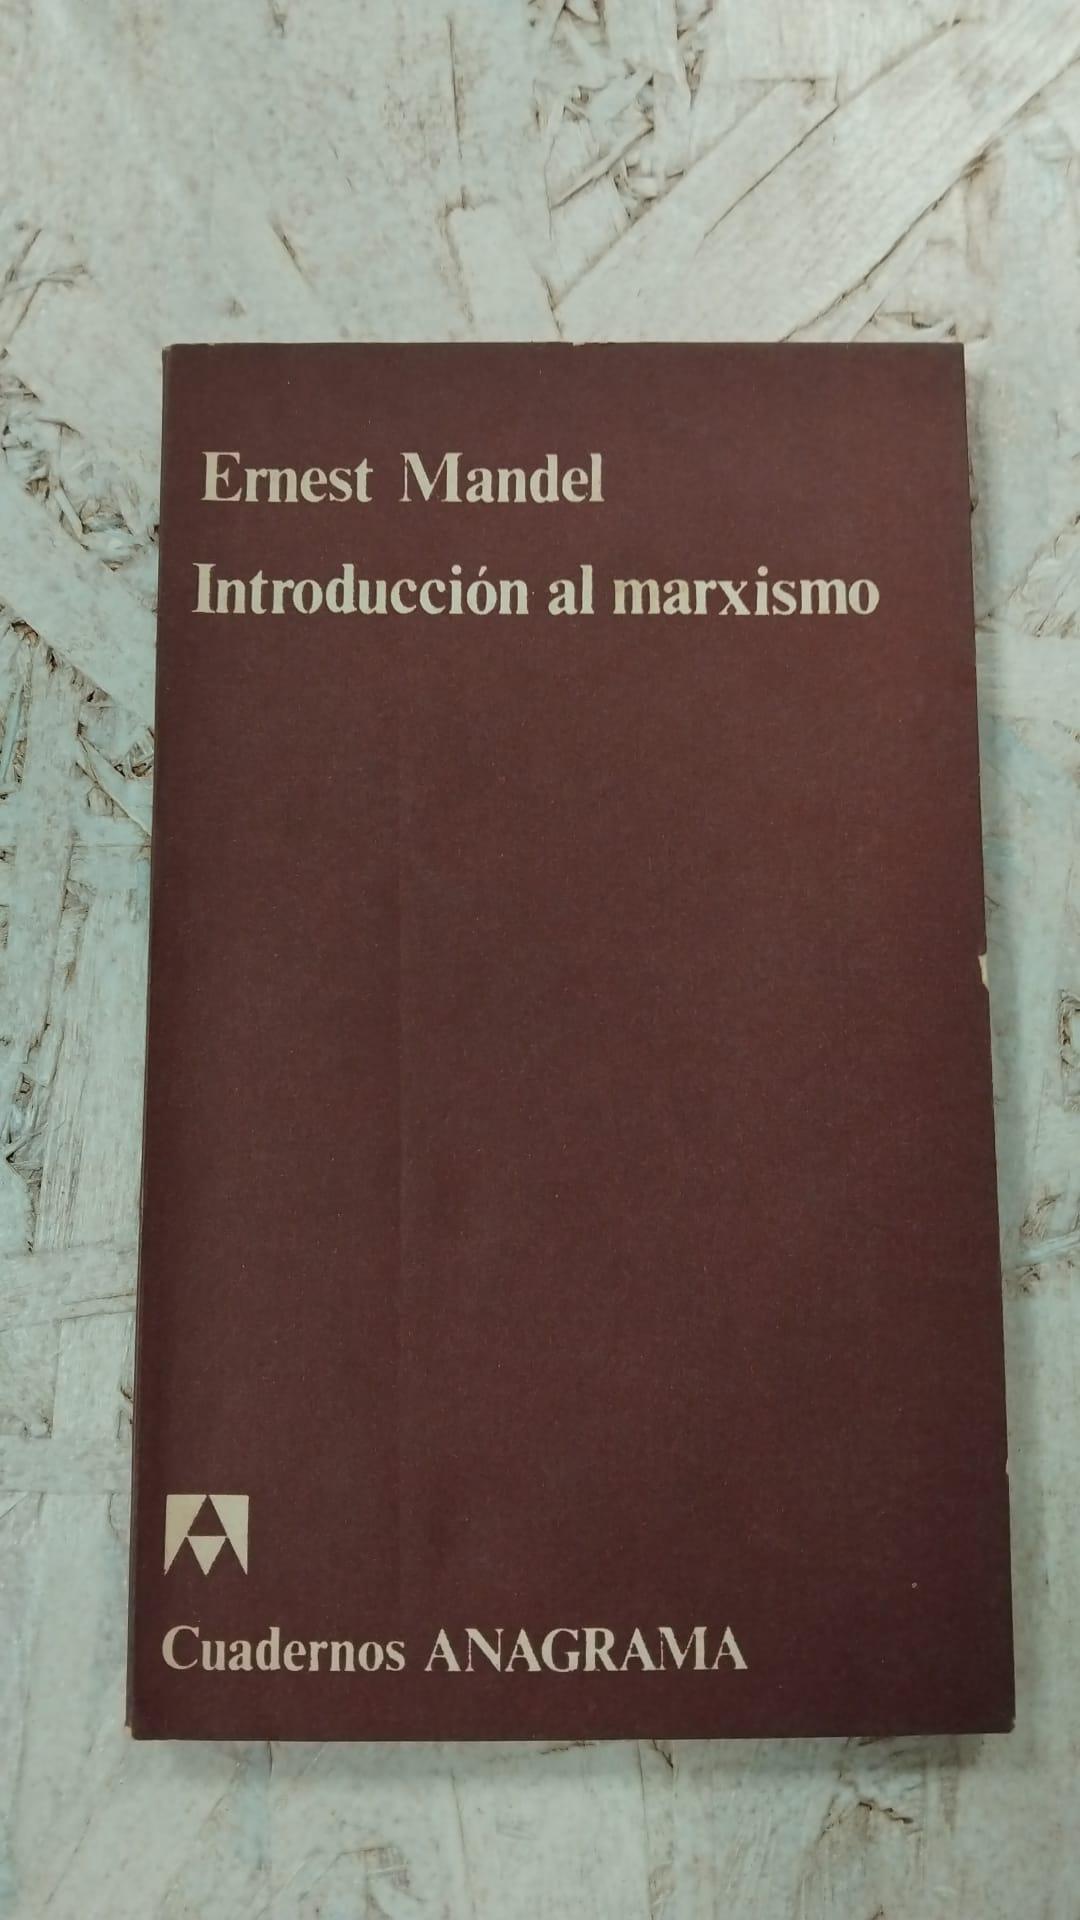 Ernest Mandel
Introducción al marxismo
Cuadernos ANAGRAMA